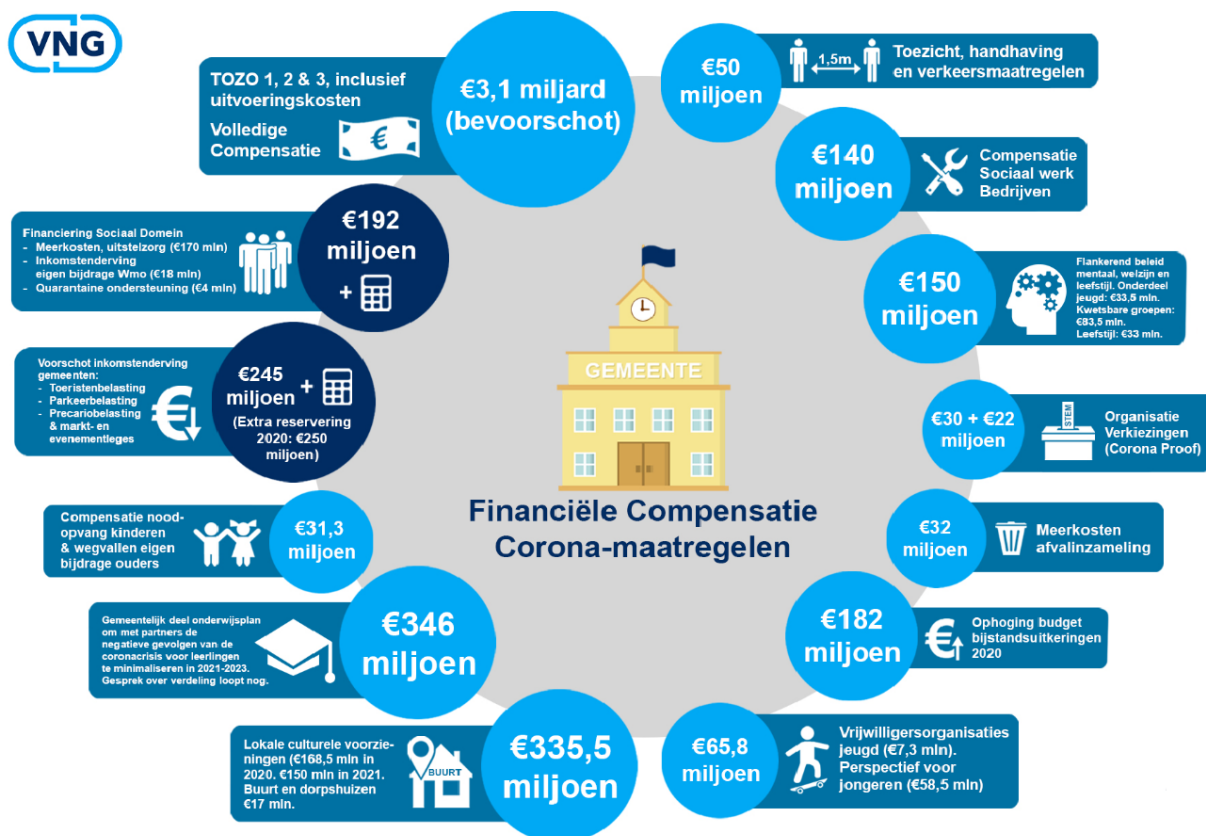 VNG
TOZO 1, 2 & 3, inclusief
uitvoeringskosten
Volledige
Compensatie
€
€3,1 miljard
(bevoorschot)
€50
miljoen
1,5m
Toezicht, handhaving
en verkeersmaatregelen
€140
miljoen
Compensatie
Sociaal werk
Bedrijven
€150
miljoen
Flankerend beleid
mentaal, welzijn en
leefstijl. Onderdeel
jeugd: €33,5 mln.
Kwetsbare groepen:
€83,5 mln.
Leefstijl: €33 mln.
€30 + €22
miljoen
STEM
Organisatie
Verkiezingen
(Corona Proof)
€32
miljoen
Meerkosten
afvalinzameling
€182
miljoen
€
Ophoging budget
bijstandsuitkeringen
2020
€65,8
miljoen
Vrijwilligersorganisaties
jeugd (€7,3 mln).
Perspectief voor
jongeren (€58,5 mln)
€335,5
miljoen
Lokale culturele voorzie-
ningen (€168,5 mln in
2020. €150 mln in 2021.
Buurt en dorpshuizen
€17 mln.
BUURT
€346
miljoen
Gemeentelijk deel onderwijsplan
om met partners de
negatieve gevolgen van de
coronacrisis voor leerlingen
te minimaliseren in 2021-2023.
Gesprek over verdeling loopt nog.
€31,3
miljoen
Compensatie nood-
opvang kinderen
& wegvallen eigen
bijdrage ouders
€245
miljoen +
(Extra reservering
2020: €250
miljoen)
Voorschot inkomstenderving
gemeenten:
- Toeristenbelasting
- Parkeerbelasting
- Precariobelasting
& markt- en
evenementleges
€
€192
miljoen
+
Financiering Sociaal Domein
- Meerkosten, uitstelzorg (€170 mln)
- Inkomstenderving
eigen bijdrage Wmo (€18 mln)
- Quarantaine ondersteuning (€4 mln)
GEMEENTE
Financiële Compensatie
Corona-maatregelen